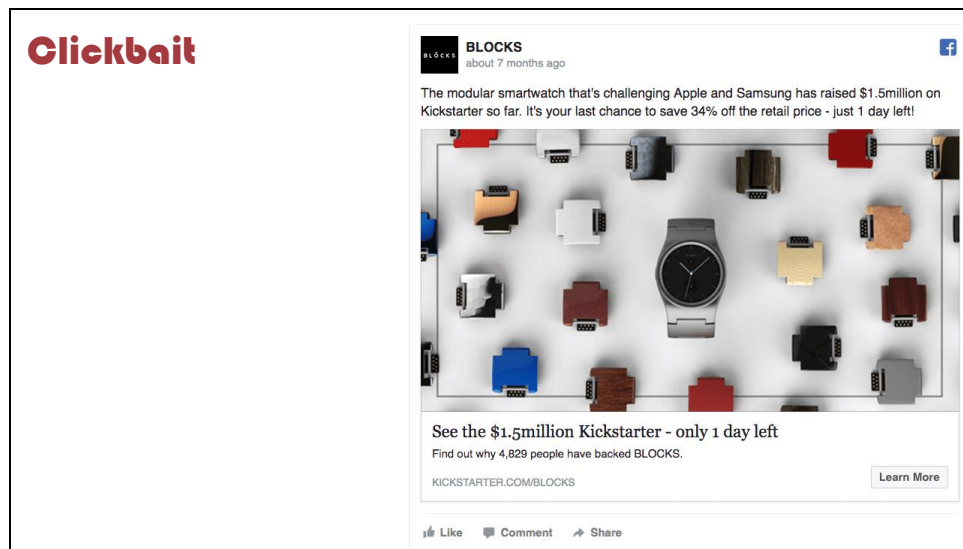 Clickbait
BLOCKS
BLOCKS
about 7 months ago
The modular smartwatch that's challenging Apple and Samsung has raised $1.5million on
Kickstarter so far. It's your last chance to save 34% off the retail price - just 1 day left!
See the $1.5million Kickstarter - only 1 day left
Find out why 4,829 people have backed BLOCKS.
KICKSTARTER.COM/BLOCKS
Learn More
Like Comment Share